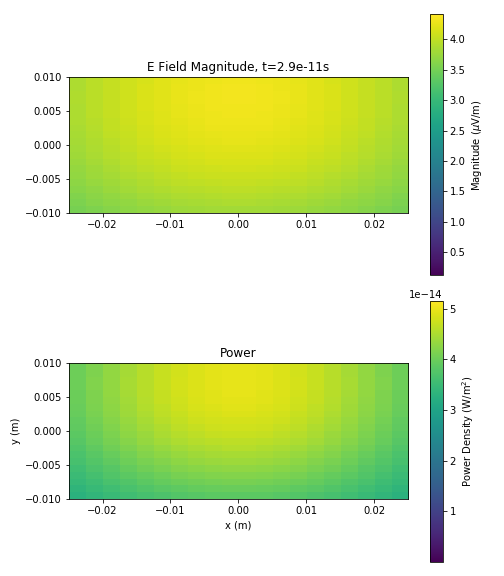 E Field Magnitude, t=2.9e-11s
0.010
0.005
0.000
−0.005
−0.010
−0.02 −0.01 0.00 0.01 0.02
4.0
3.5
3.0
2.5
2.0
1.5
1.0
0.5
Magnitude (μV/m)
Power
0.010
0.005
0.000
−0.005
−0.010
y (m)
−0.02 −0.01 0.00 0.01 0.02
x (m)
1e−14
5
4
3
2
1
Power Density (W/m²)